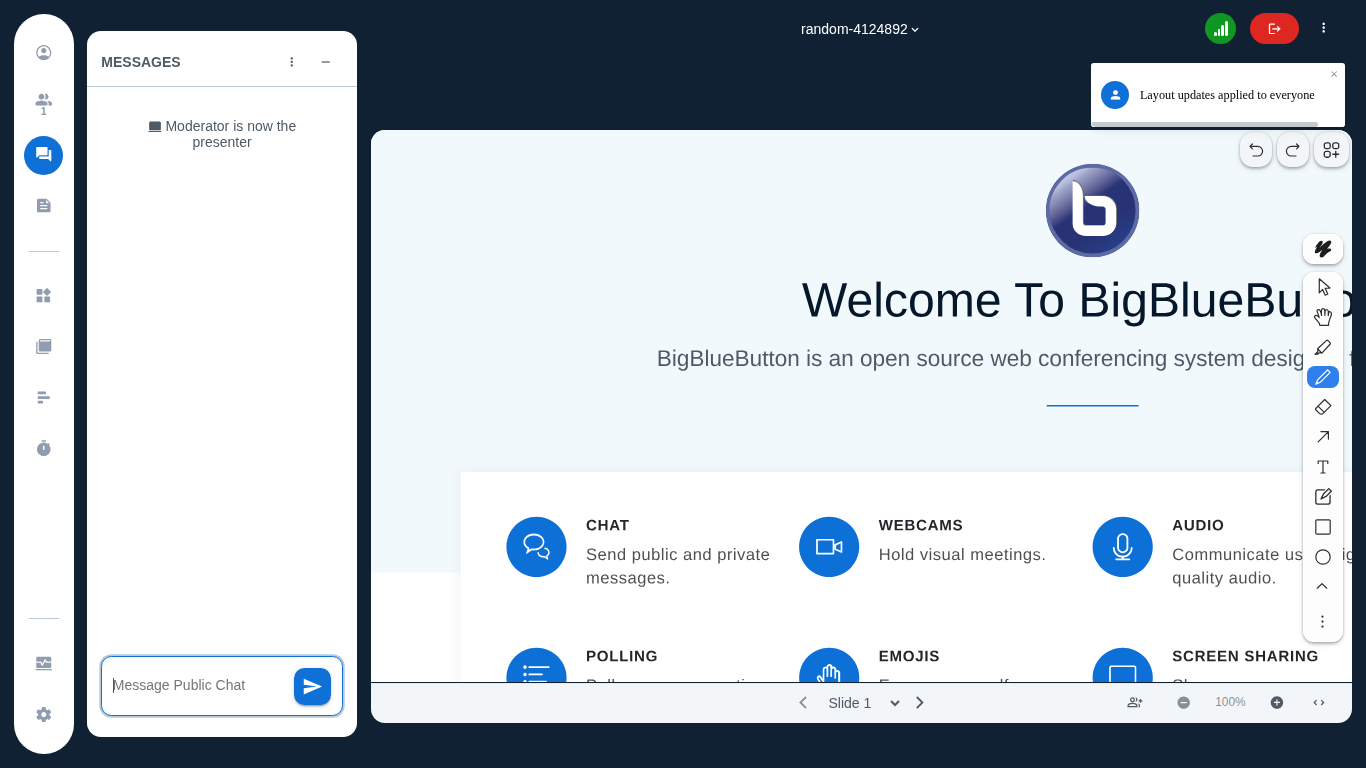 random-4124892
MESSAGES
1
Layout updates applied to everyone
Moderator is now the
presenter
Welcome To BigBlueBu
BigBlueButton is an open source web conferencing system
CHAT
Send public and private
messages.
WEBCAMS
Hold visual meetings.
AUDIO
Communicate
quality audio.
POLLING
EMOJIS
SCREEN SHARING
Message Public Chat
Slide 1
100%